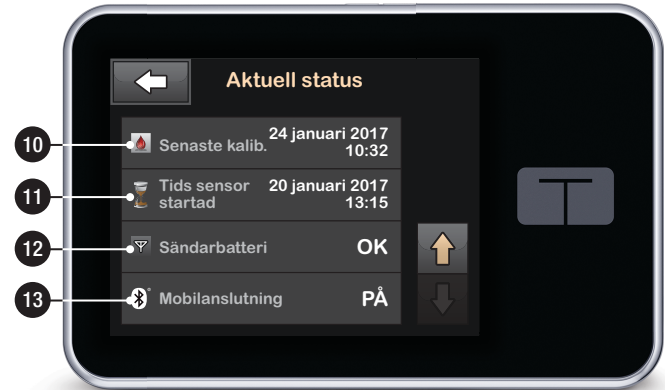 Aktuell status
10
Senaste kalib.
24 januari 2017
10:32
11
Tids sensor
startad
20 januari 2017
13:15
12
Sändarbatteri
OK
13
Mobilanslutning
PÅ